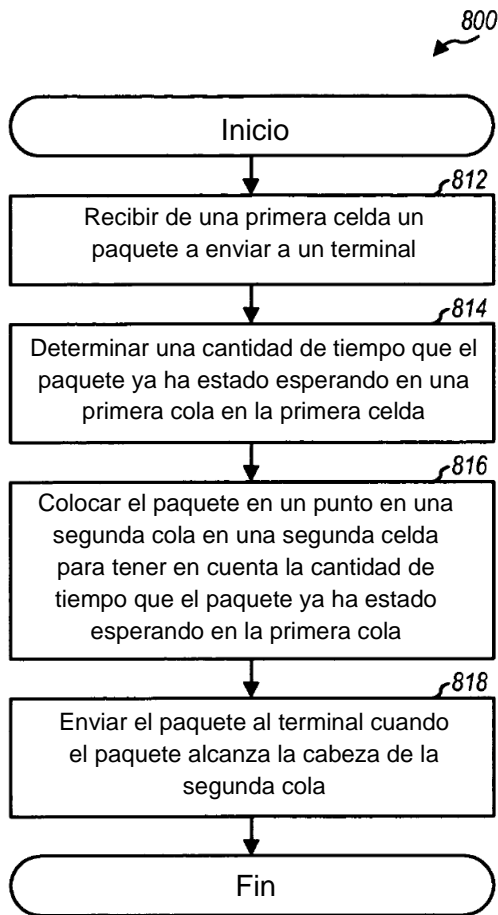 800
Inicio
812
Recibir de una primera celda un
paquete a enviar a un terminal
814
Determinar una cantidad de tiempo que el
paquete ya ha estado esperando en una
primera cola en la primera celda
816
Colocar el paquete en un punto en una
segunda cola en una segunda celda
para tener en cuenta la cantidad de
tiempo que el paquete ya ha estado
esperando en la primera cola
818
Enviar el paquete al terminal cuando
el paquete alcanza la cabeza de la
segunda cola
Fin